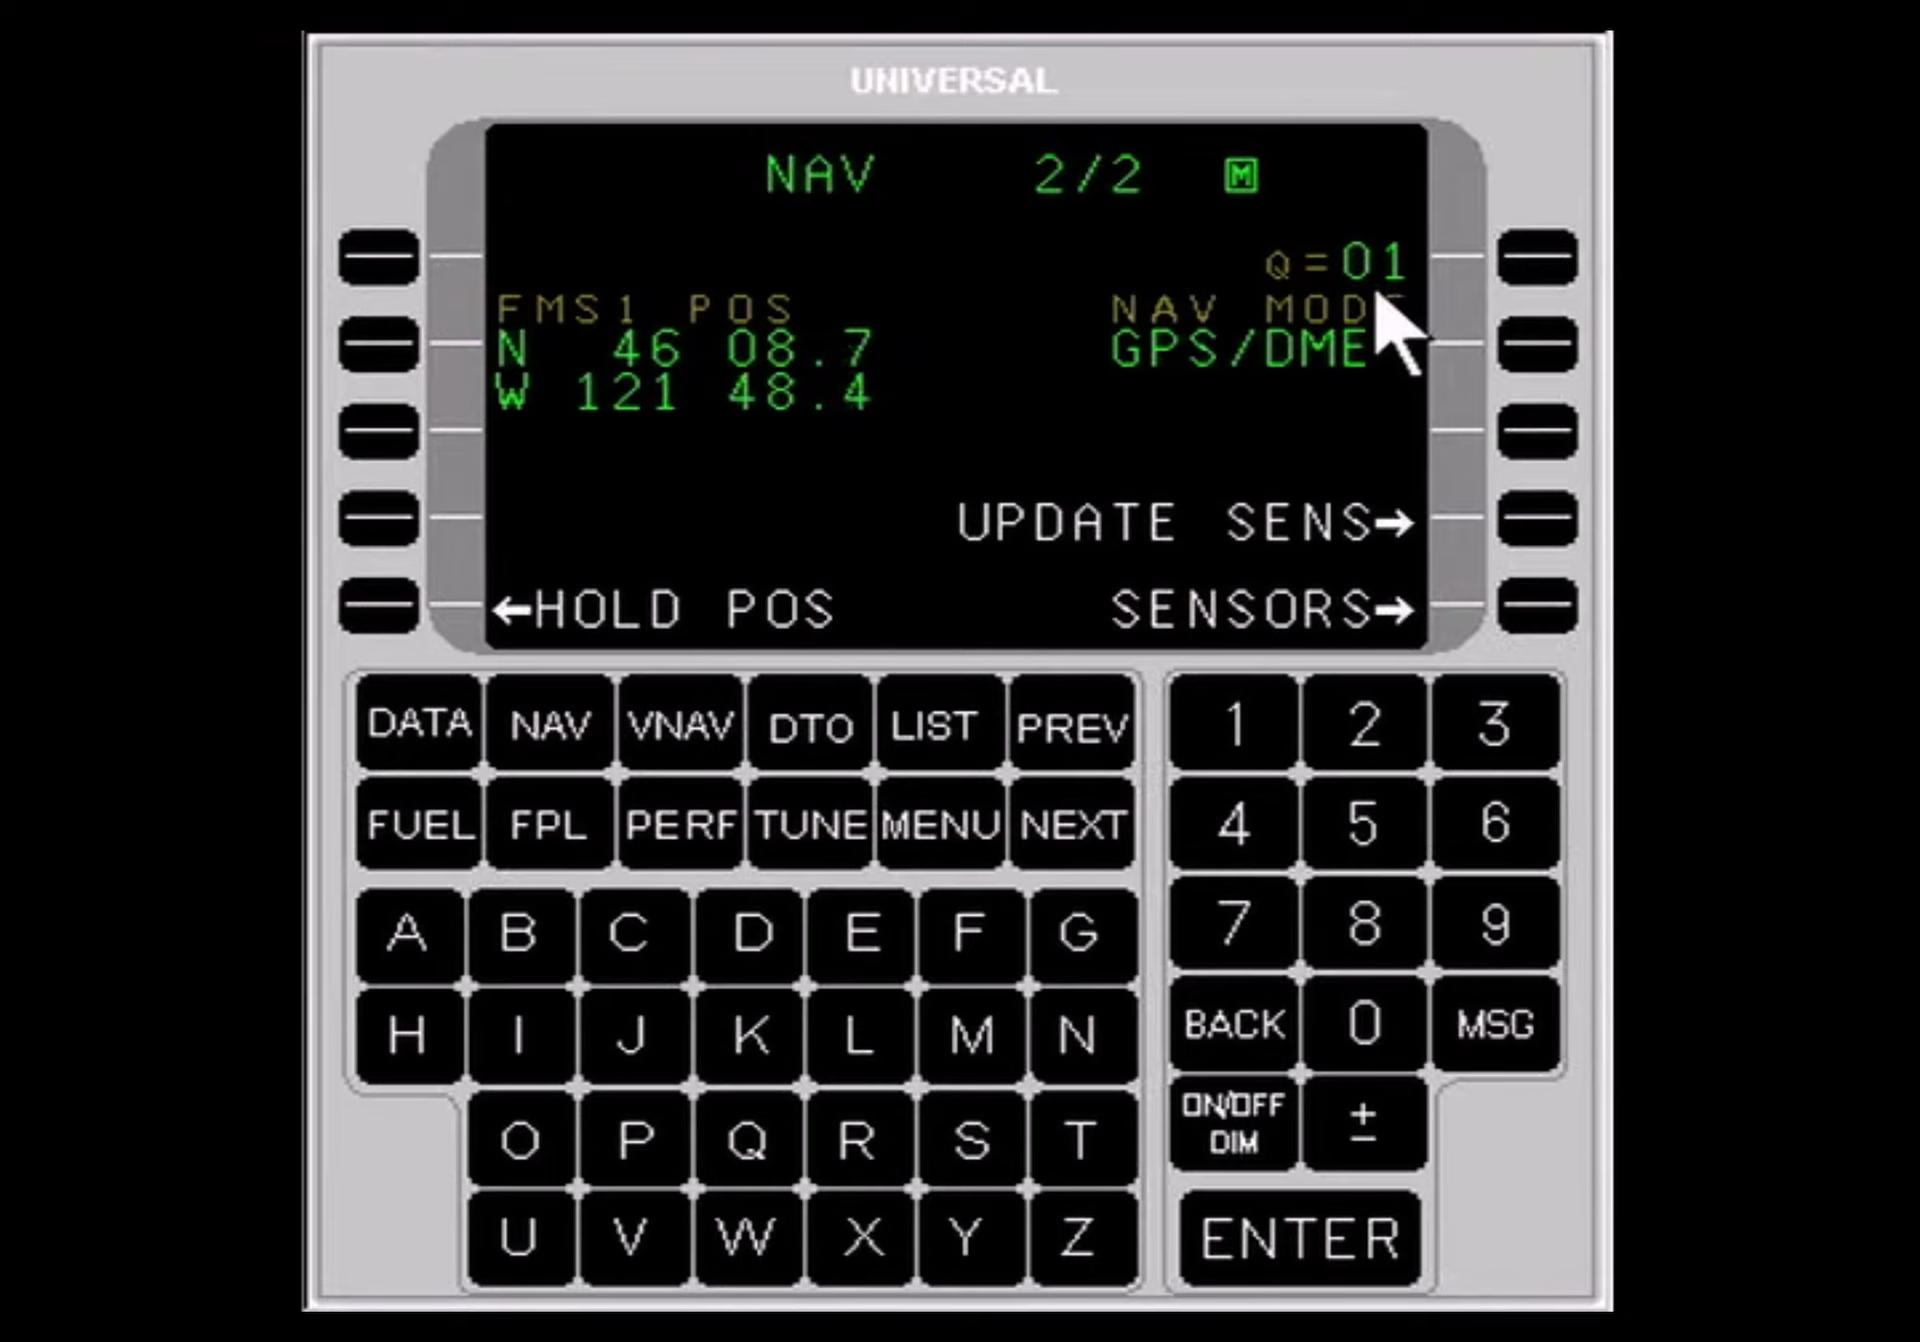 UNIVERSAL
NAV 2/2 M
Q=01
FMS1 POS NAV MOD
N 46 08.7 GPS/DME
W 121 48.4
UPDATE SENS→
←HOLD POS SENSORS→
DATA NAV VNAV DTO LIST PREV 1 2 3
FUEL FPL PERF TUNE MENU NEXT 4 5 6
A B C D E F G 7 8 9
H I J K L M N BACK 0 MSG
O P Q R S T ON/OFF DIM ±
U V W X Y Z ENTER